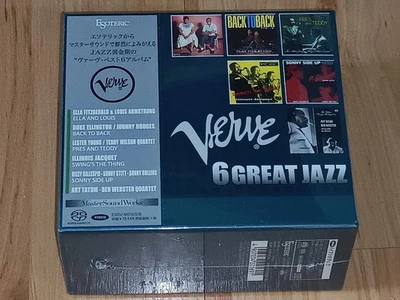 ESOTERIC
エソテリックから
マスターサウンドで鮮烈によみがえる
JAZZ黄金期の
“ヴァーヴ・ベスト6アルバム”
VERVE
ELLA FITZGERALD & LOUIS ARMSTRONG
ELLA AND LOUIS
DUKE ELLINGTON / JOHNNY HODGES
BACK TO BACK
LESTER YOUNG / TEDDY WILSON QUARTET
PRES AND TEDDY
ILLINOIS JACQUET
SWING'S THE THING
DIZZY GILLESPIE・SONNY STITT・SONNY ROLLINS
SONNY SIDE UP
ART TATUM - BEN WEBSTER QUARTET
MasterSoundWorks
BACK TO BACK
PRES and TEDDY
SONNY SIDE UP
VERVE
6 GREAT JAZZ